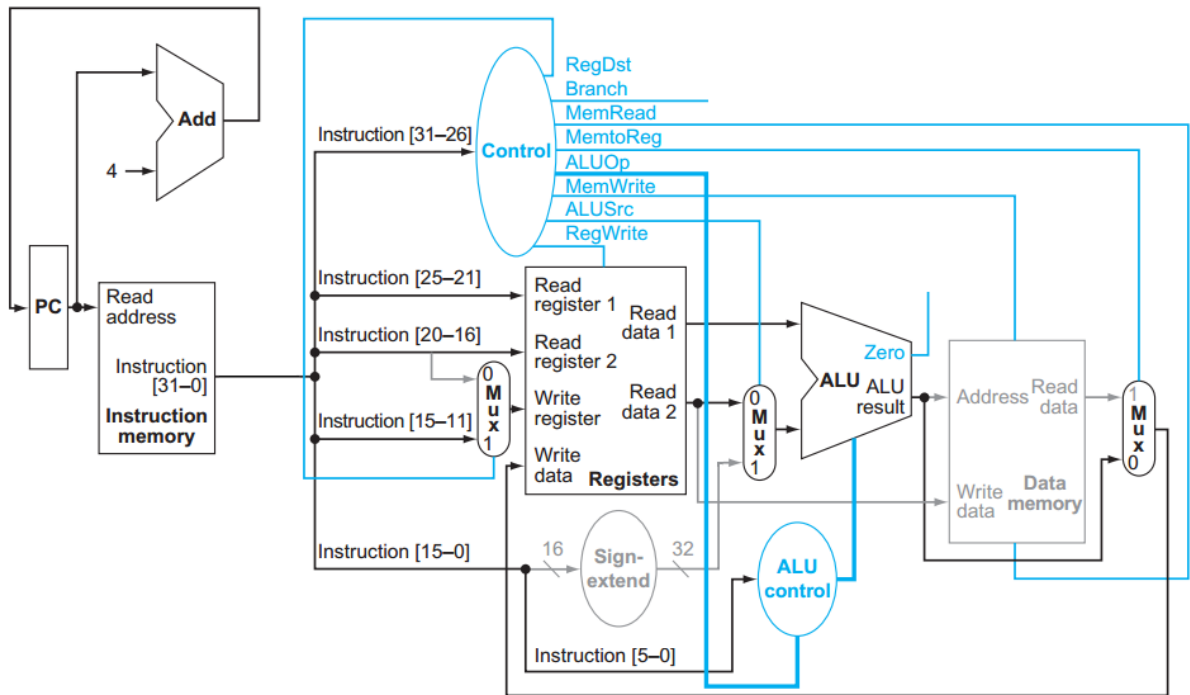 Add
4
PC
Read
address
Instruction
[31–0]
Instruction
memory
Instruction [31–26]
Control
RegDst
Branch
MemRead
MemtoReg
ALUOp
MemWrite
ALUSrc
RegWrite
Instruction [25–21]
Instruction [20–16]
Instruction [15–11]
Instruction [15–0]
Instruction [5–0]
0
M
u
x
1
Read
register 1
Read
register 2
Write
register
Write
data
Read
data 1
Read
data 2
Registers
16
Sign-
extend
32
0
M
u
x
1
ALU
Zero
ALU
result
ALU
control
Address
Read
data
Write
data
Data
memory
1
M
u
x
0